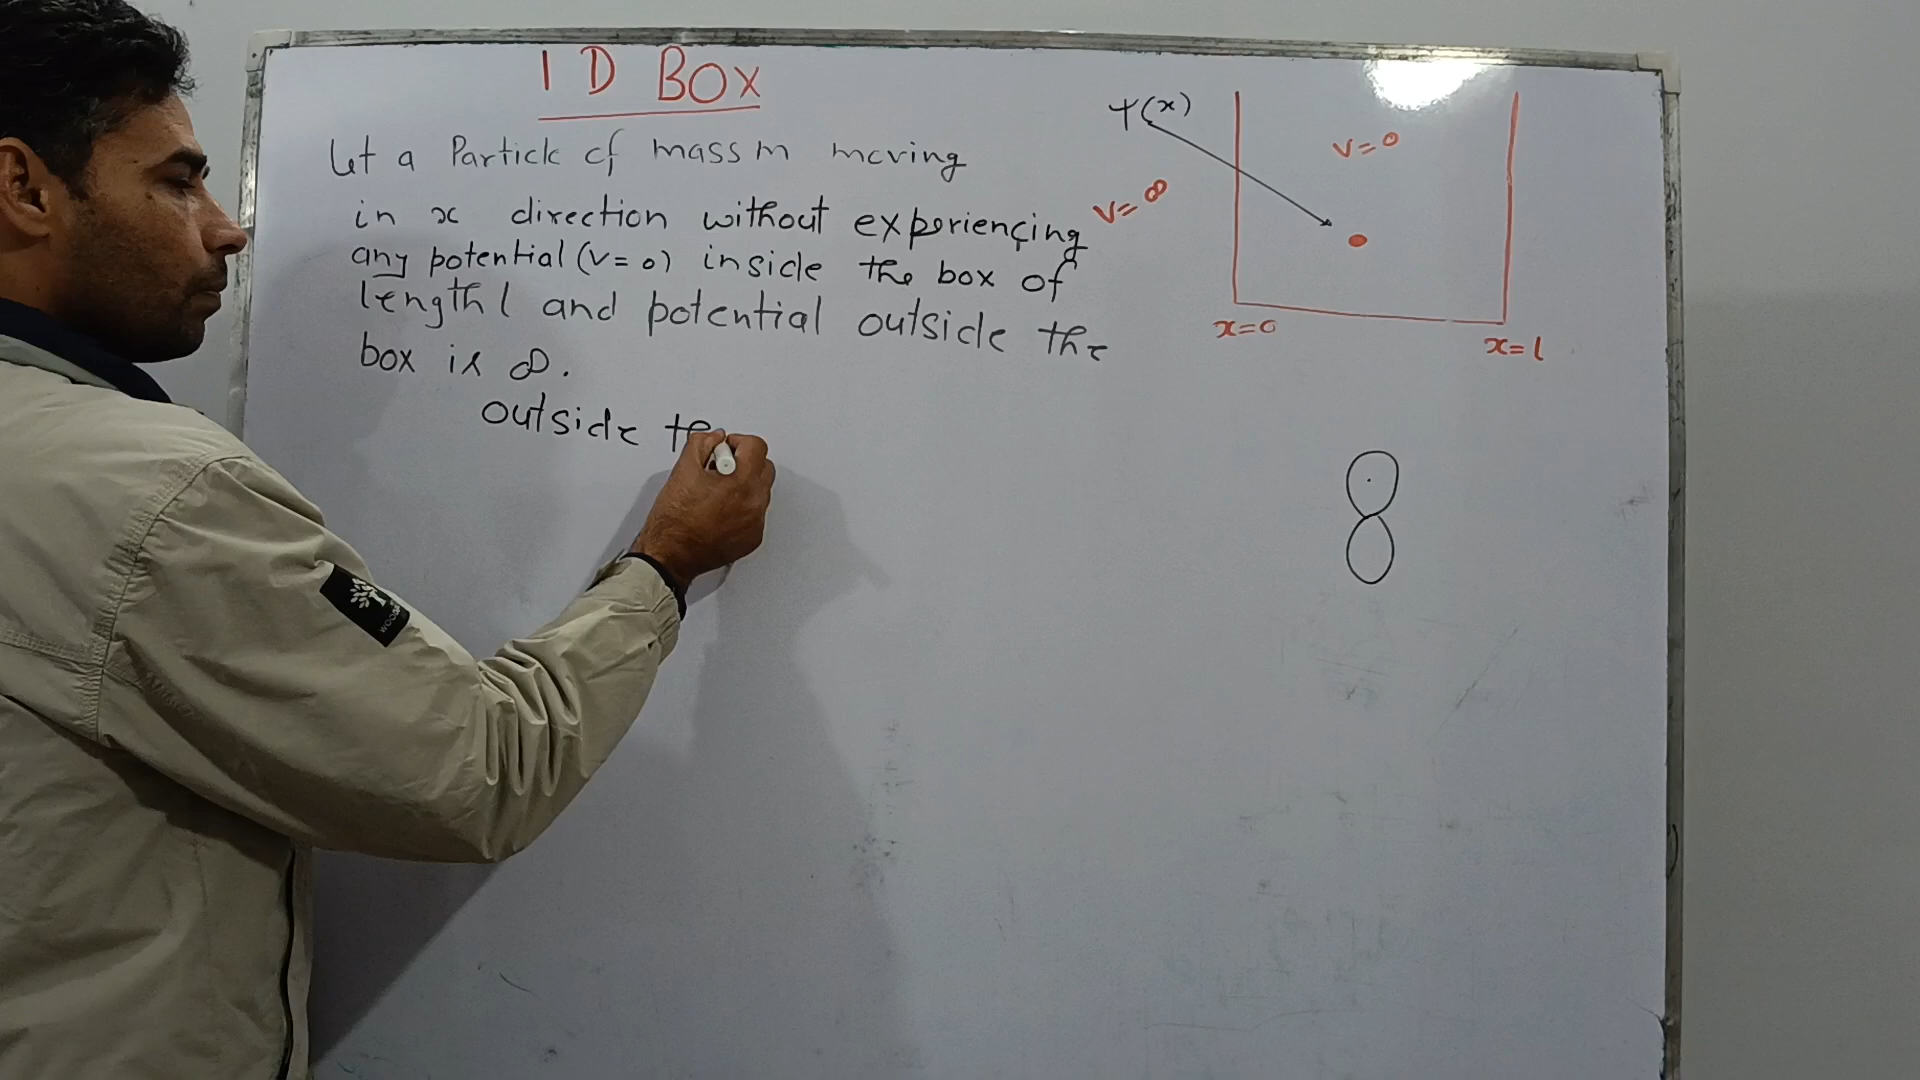 1 D BOX
Let a Particle of mass m moving
in x direction without experiencing
any potential (V=0) inside the box of
length l and potential outside the
box is ∞.
outside the
Ψ(x)
V=0
V=∞
x=0
x=l
8